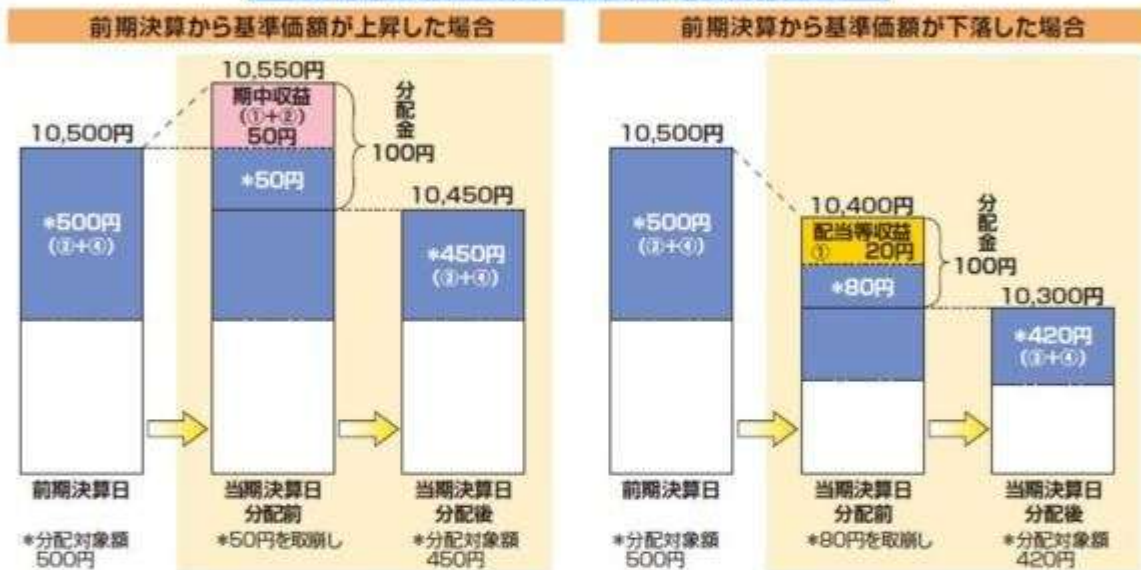 前期決算から基準価額が上昇した場合
10,550円
期中収益
(①+②)
50円
分配金
100円
10,500円
*500円
(③+④)
*50円
10,450円
*450円
(③+④)
前期決算日
当期決算日
分配前
当期決算日
分配後
*分配対象額
500円
*50円を取崩し
*分配対象額
450円
前期決算から基準価額が下落した場合
10,500円
*500円
(③+④)
10,400円
配当等収益
① 20円
分配金
100円
*80円
10,300円
*420円
(③+④)
前期決算日
当期決算日
分配前
当期決算日
分配後
*分配対象額
500円
*80円を取崩し
*分配対象額
420円